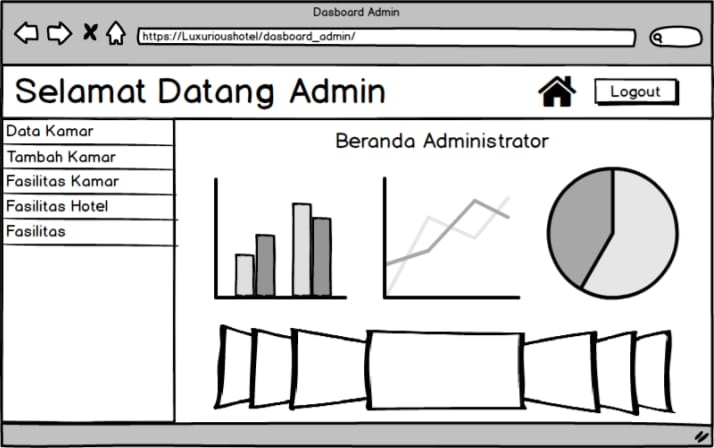 Dasboard Admin
https://Luxurioushotel/dasboard_admin/
Selamat Datang Admin
Logout
Data Kamar
Tambah Kamar
Fasilitas Kamar
Fasilitas Hotel
Fasilitas
Beranda Administrator